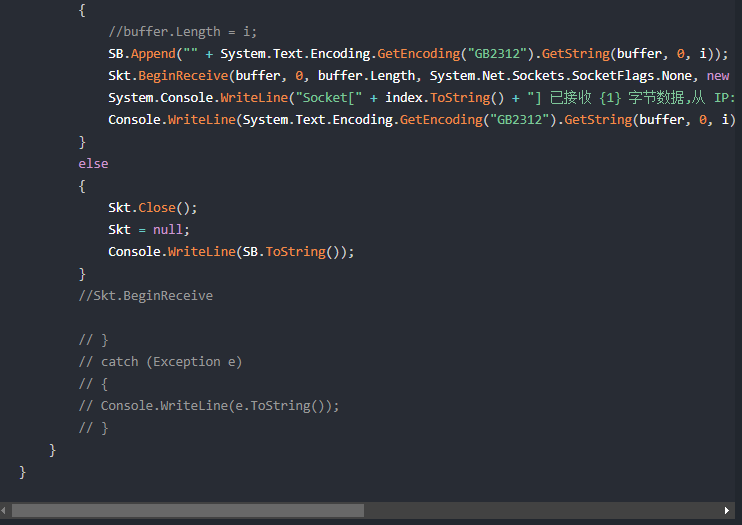 {
//buffer.Length = i;
SB.Append("" + System.Text.Encoding.GetEncoding("GB2312").GetString(buffer, 0, i));
Skt.BeginReceive(buffer, 0, buffer.Length, System.Net.Sockets.SocketFlags.None, new
System.Console.WriteLine("Socket[" + index.ToString() + "] 已接收 {1} 字节数据,从 IP:
Console.WriteLine(System.Text.Encoding.GetEncoding("GB2312").GetString(buffer, 0, i)
}
else
{
Skt.Close();
Skt = null;
Console.WriteLine(SB.ToString());
}
//Skt.BeginReceive
// }
// catch (Exception e)
// {
// Console.WriteLine(e.ToString());
// }
}
}